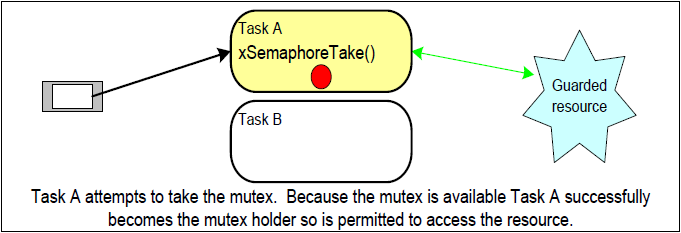 Task A
xSemaphoreTake()
Guarded
resource
Task B
Task A attempts to take the mutex.  Because the mutex is available Task A successfully
becomes the mutex holder so is permitted to access the resource.